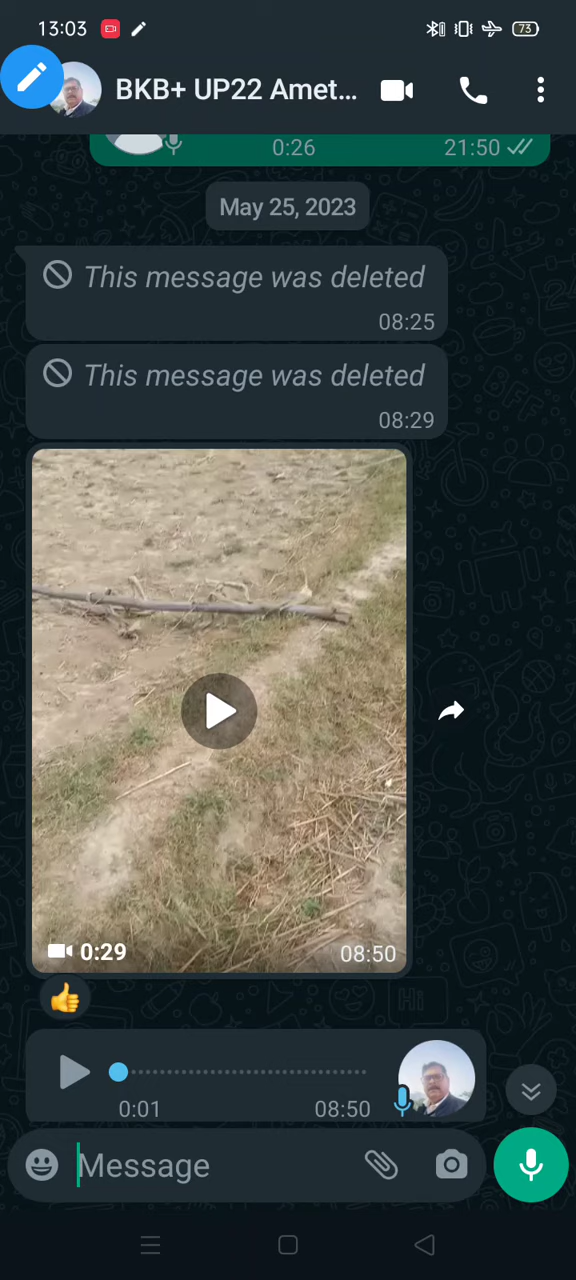 13:03
73
BKB+ UP22 Amet...
0:26
21:50
May 25, 2023
This message was deleted
08:25
This message was deleted
08:29
0:29
08:50
0:01
08:50
Message